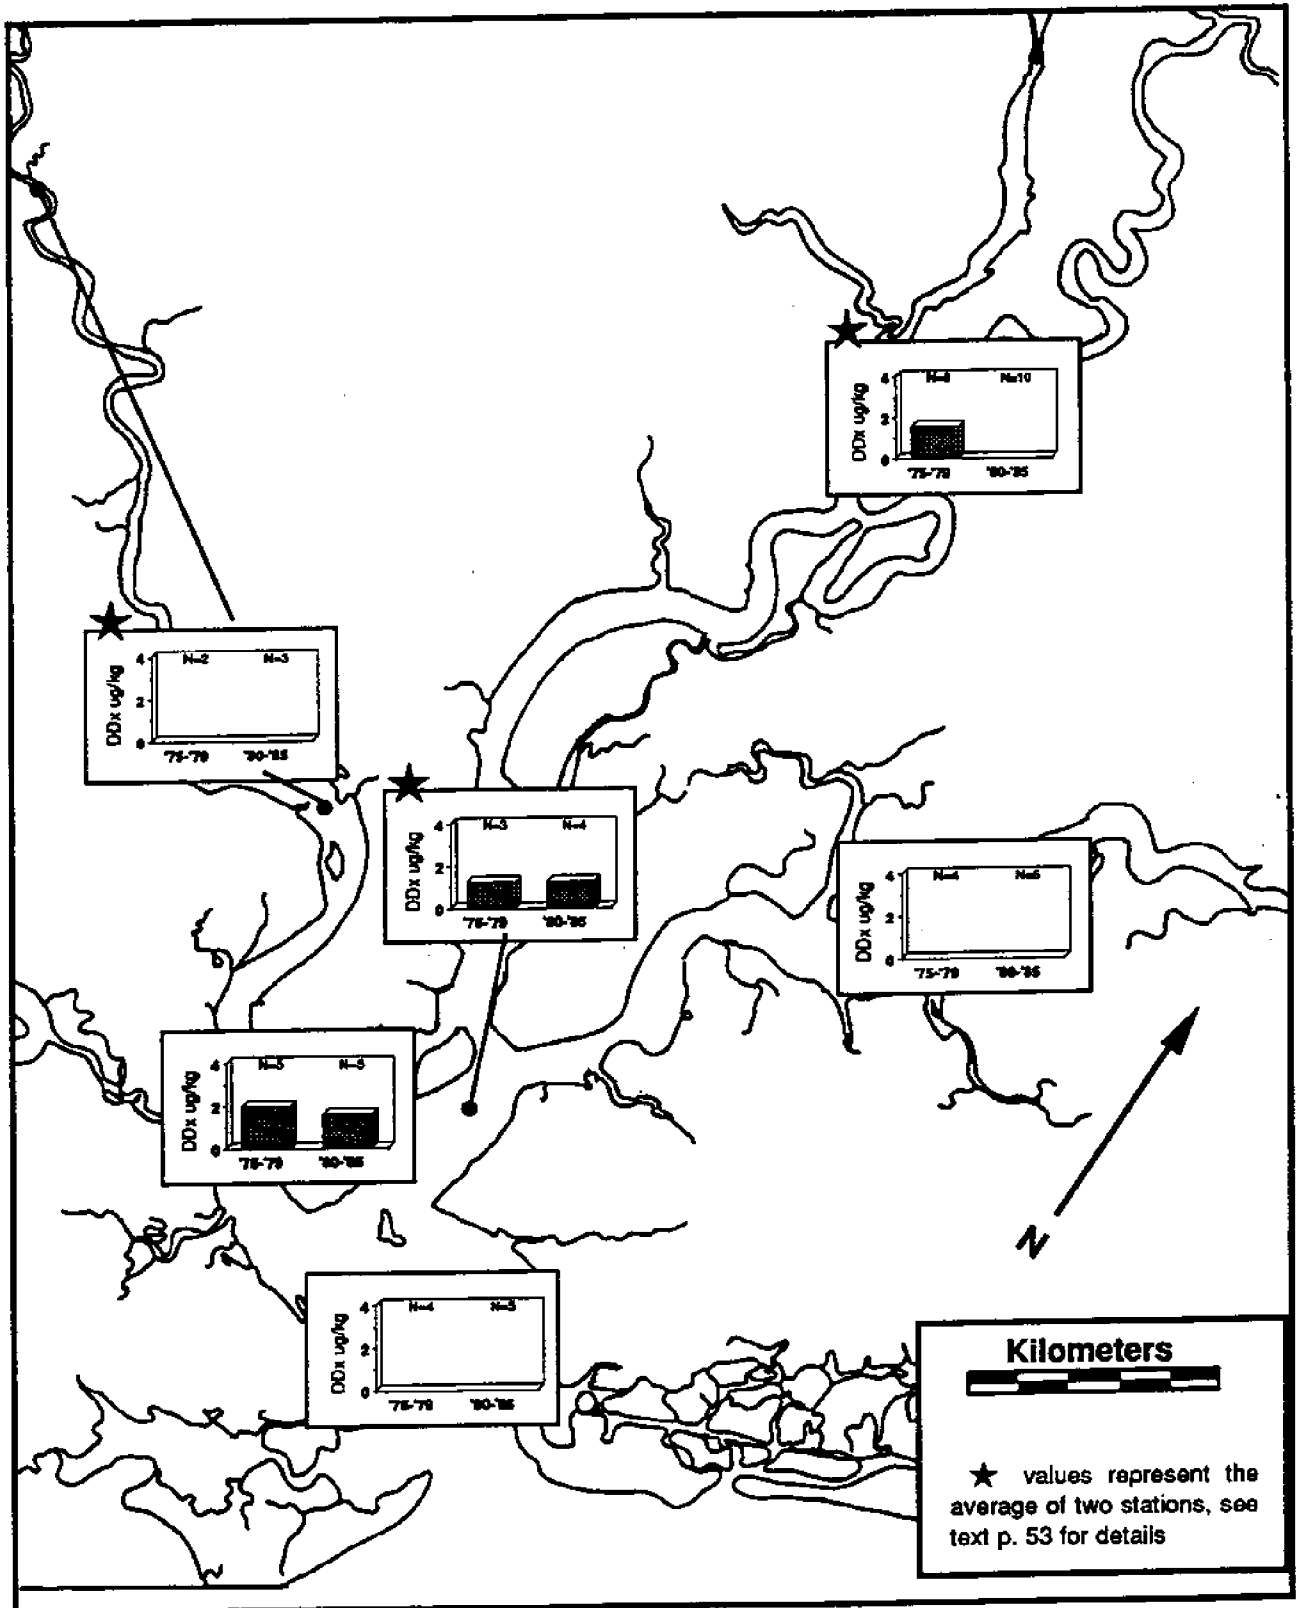 4
N=10
2
DDx ug/kg
0
'75-'79
'80-'85
4
N=2
N=3
2
DDx ug/kg
0
'75-'79
'80-'85
4
N=3
N=4
2
DDx ug/kg
0
'75-'79
'80-'85
4
N=4
2
DDx ug/kg
0
'75-'79
'80-'85
4
N=5
N=5
2
DDx ug/kg
0
'75-'79
'80-'85
N
4
N=4
N=5
2
DDx ug/kg
0
'75-'79
'80-'85
Kilometers
★ values represent the
average of two stations, see
text p. 53 for details